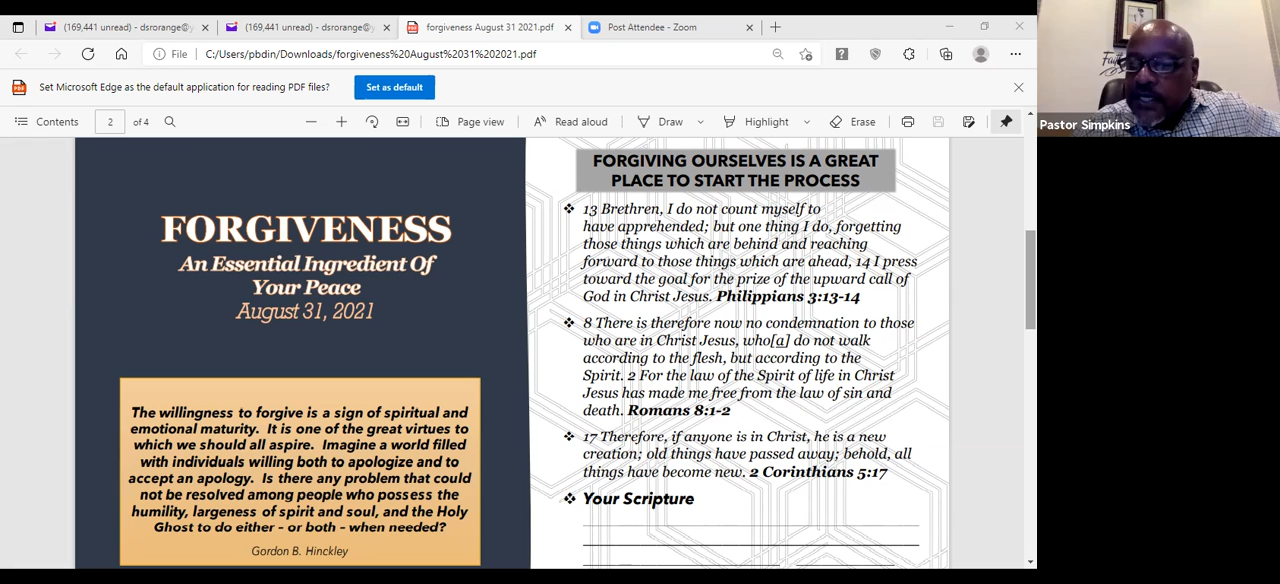 (169,441 unread) - dsrorange@y
(169,441 unread) - dsrorange@y
forgiveness August 31 2021.pdf
Post Attendee - Zoom
File
C:/Users/pbdin/Downloads/forgiveness%20August%2031%202021.pdf
Set Microsoft Edge as the default application for reading PDF files?
Set as default
Contents
2
of 4
Page view
Read aloud
Draw
Highlight
Erase
FORGIVENESS
An Essential Ingredient Of
Your Peace
August 31, 2021
The willingness to forgive is a sign of spiritual and
emotional maturity. It is one of the great virtues to
which we should all aspire. Imagine a world filled
with individuals willing both to apologize and to
accept an apology. Is there any problem that could
not be resolved among people who possess the
humility, largeness of spirit and soul, and the Holy
Ghost to do either – or both – when needed?
Gordon B. Hinckley
FORGIVING OURSELVES IS A GREAT
PLACE TO START THE PROCESS
❖ 13 Brethren, I do not count myself to
have apprehended; but one thing I do, forgetting
those things which are behind and reaching
forward to those things which are ahead, 14 I press
toward the goal for the prize of the upward call of
God in Christ Jesus. Philippians 3:13-14
❖ 8 There is therefore now no condemnation to those
who are in Christ Jesus, who[a] do not walk
according to the flesh, but according to the
Spirit. 2 For the law of the Spirit of life in Christ
Jesus has made me free from the law of sin and
death. Romans 8:1-2
❖ 17 Therefore, if anyone is in Christ, he is a new
creation; old things have passed away; behold, all
things have become new. 2 Corinthians 5:17
❖ Your Scripture
Faith
Pastor Simpkins